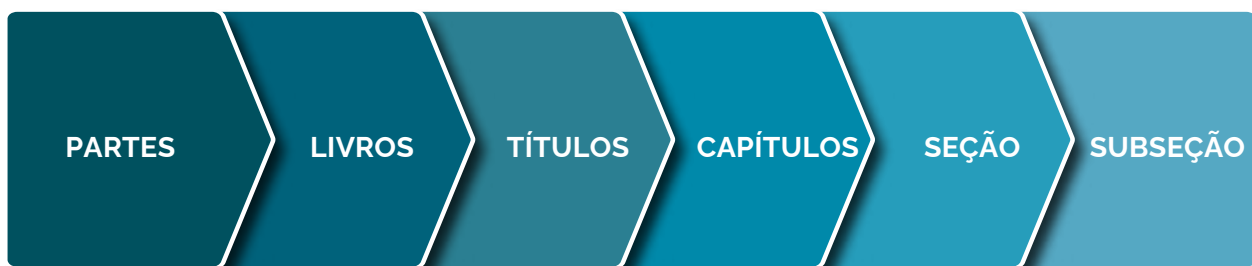 PARTES
LIVROS
TÍTULOS
CAPÍTULOS
SEÇÃO
SUBSEÇÃO